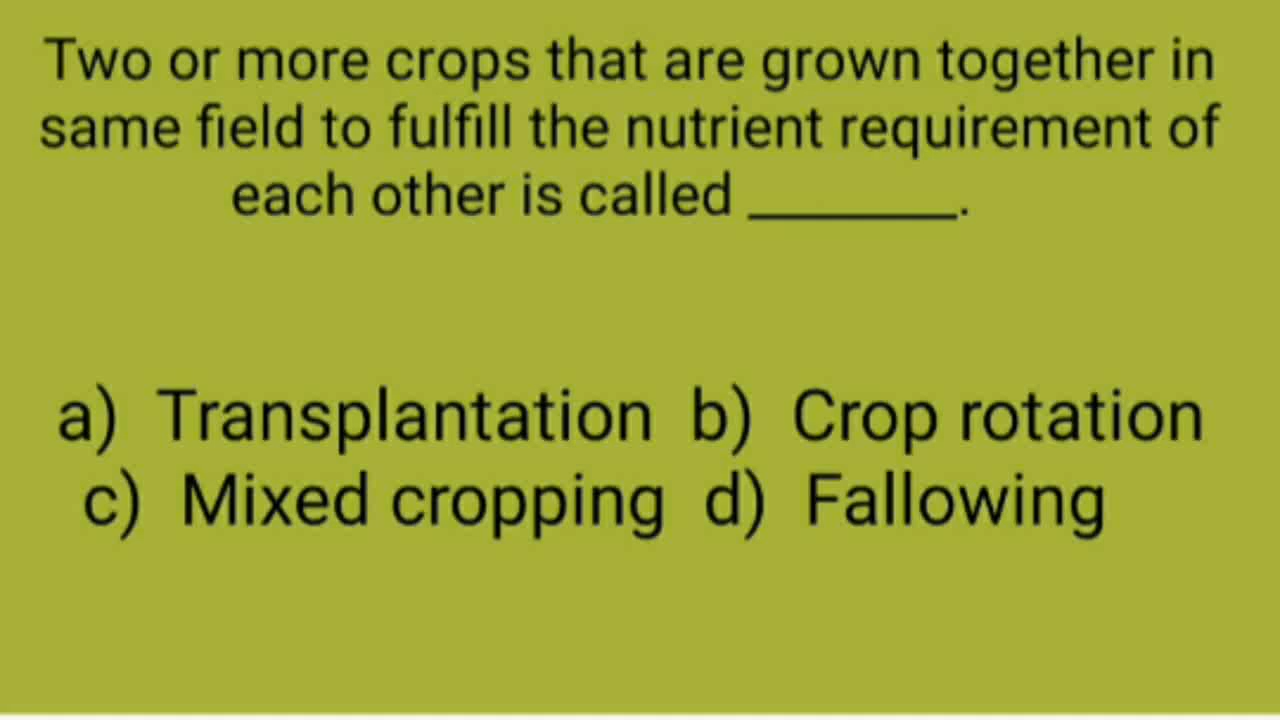 Two or more crops that are grown together in
same field to fulfill the nutrient requirement of
each other is called _______.
a) Transplantation b) Crop rotation
c) Mixed cropping d) Fallowing